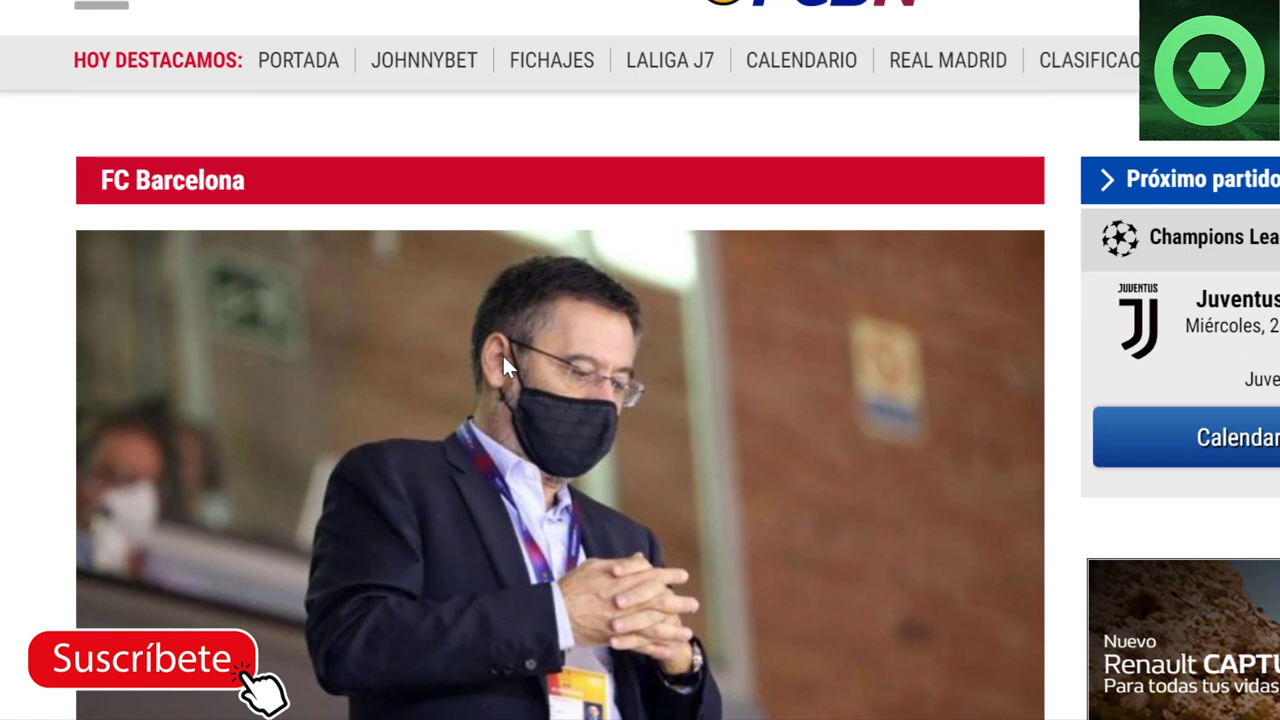 HOY DESTACAMOS: PORTADA JOHNNYBET FICHAJES LALIGA J7 CALENDARIO REAL MADRID CLASIFICAC
FC Barcelona
Próximo partido
Champions Lea
JUVENTUS
Juventus
Miércoles, 2
Juve
Calendar
Suscríbete
Nuevo
Renault CAPTU
Para todas tus vidas